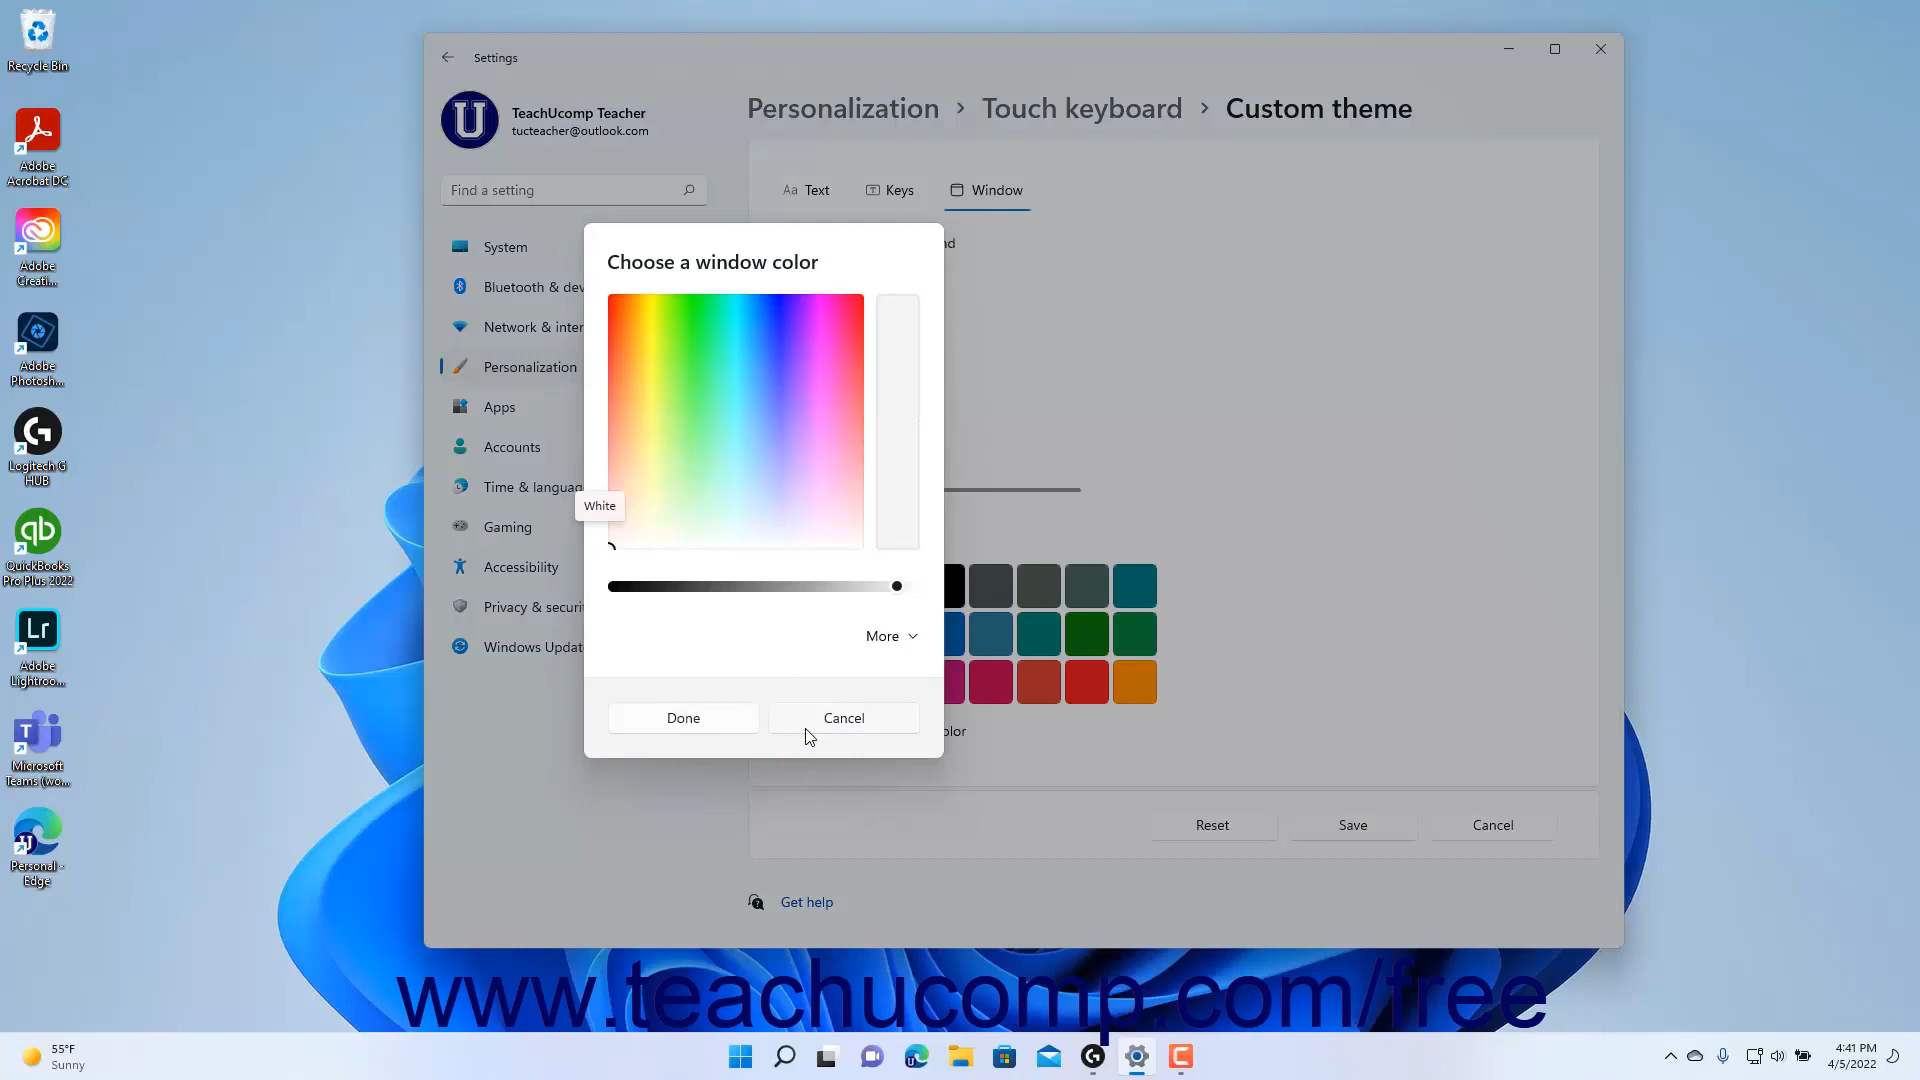 Recycle Bin
Adobe
Acrobat DC
Adobe
Creati...
Adobe
Photosh...
Logitech G
HUB
QuickBooks
Pro Plus 2022
Lr
Adobe
Lightroo...
Microsoft
Teams (wo...
Personal -
Edge
Settings
U
TeachUcomp Teacher
tucteacher@outlook.com
Find a setting
System
Bluetooth & dev
Network & inter
Personalization
Apps
Accounts
Time & languag
Gaming
Accessibility
Privacy & securi
Windows Updat
Personalization > Touch keyboard > Custom theme
Aa Text Keys Window
nd
Choose a window color
White
More
Done Cancel
olor
Reset Save Cancel
Get help
www.teachucomp.com/free
55°F
Sunny
4:41 PM
4/5/2022